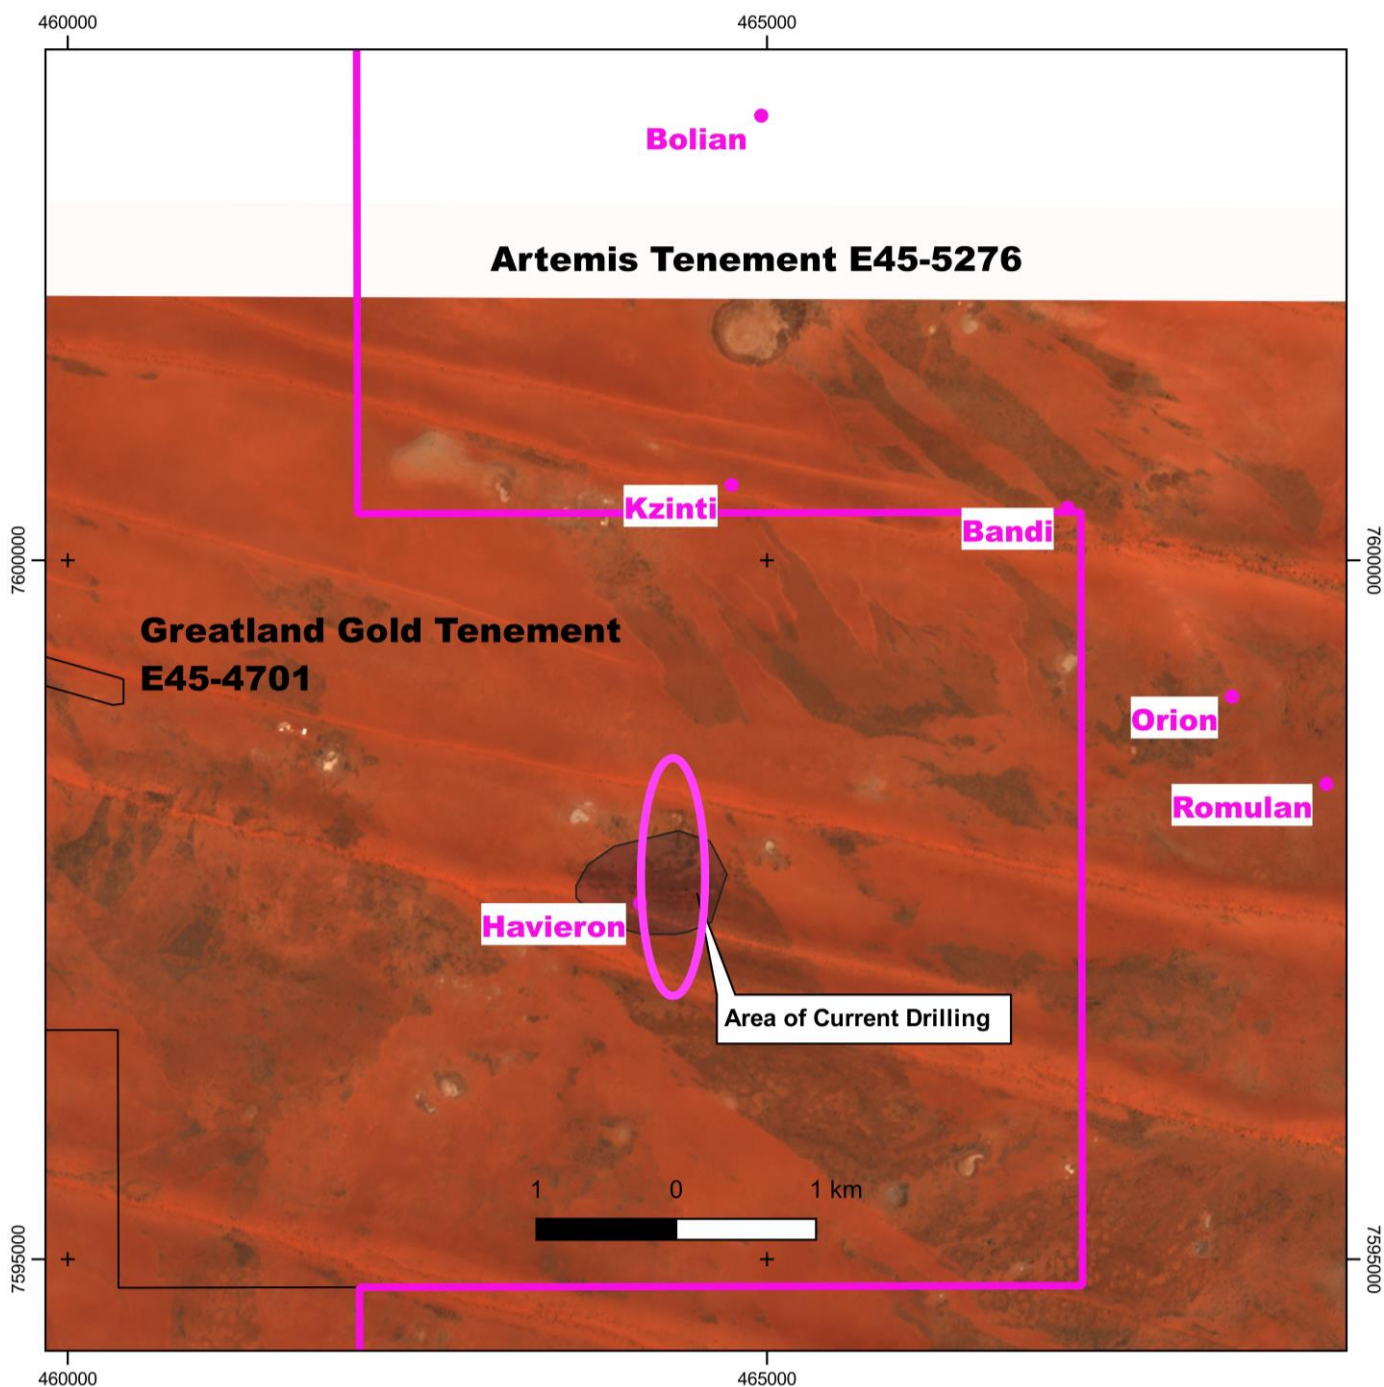 460000
465000
Bolian
Artemis Tenement E45-5276
Kzinti
Bandi
7600000
7600000
Greatland Gold Tenement
E45-4701
Orion
Romulan
Havieron
Area of Current Drilling
1 0 1 km
7595000
7595000
460000
465000